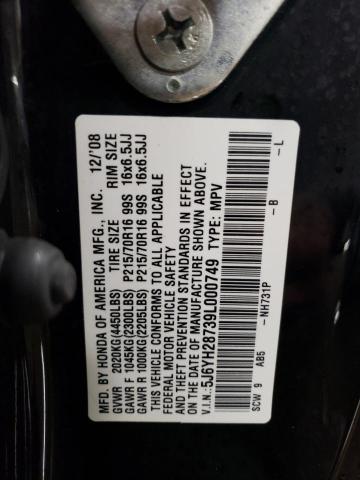 MFD. BY HONDA OF AMERICA MFG., INC. 12/'08
GVWR 2020KG(4450LBS) TIRE SIZE RIM SIZE
GAWR F 1045KG(2300LBS) P215/70R16 99S 16x6.5JJ
GAWR R 1000KG(2205LBS) P215/70R16 99S 16x6.5JJ
THIS VEHICLE CONFORMS TO ALL APPLICABLE
FEDERAL MOTOR VEHICLE SAFETY
AND THEFT PREVENTION STANDARDS IN EFFECT
ON THE DATE OF MANUFACTURE SHOWN ABOVE.
V.I.N.: 5J6YH28739L000749 TYPE: MPV
SCW 9 AB5 -NH731P -B -L